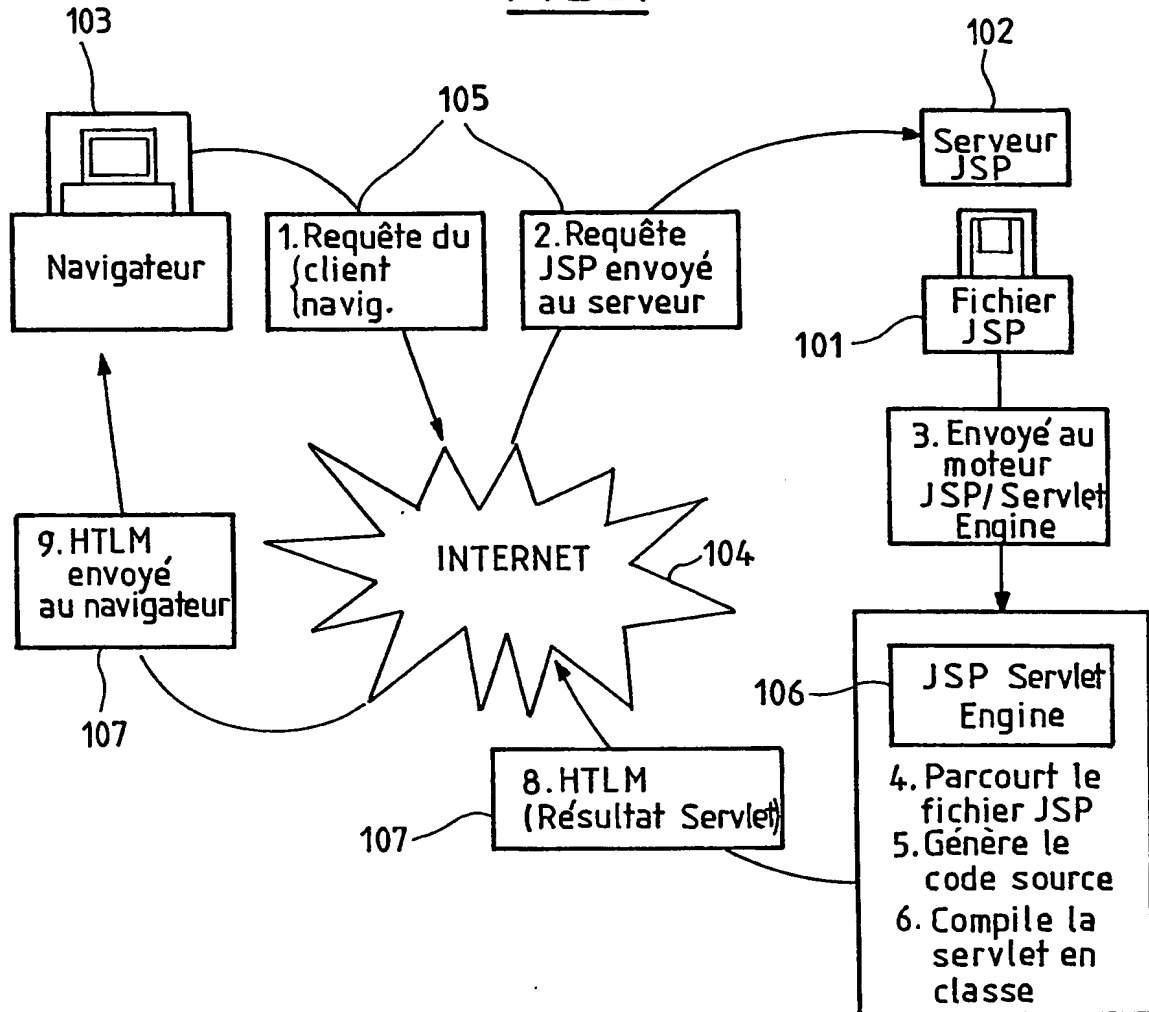 103
105
102
Serveur
JSP
Navigateur
1. Requête du
client
navig.
2. Requête
JSP envoyé
au serveur
Fichier
JSP
101
3. Envoyé au
moteur
JSP/Servlet
Engine
9. HTLM
envoyé
au navigateur
107
INTERNET
104
106
JSP Servlet
Engine
8. HTLM
(Résultat Servlet)
107
4. Parcourt le
fichier JSP
5. Génère le
code source
6. Compile la
servlet en
classe